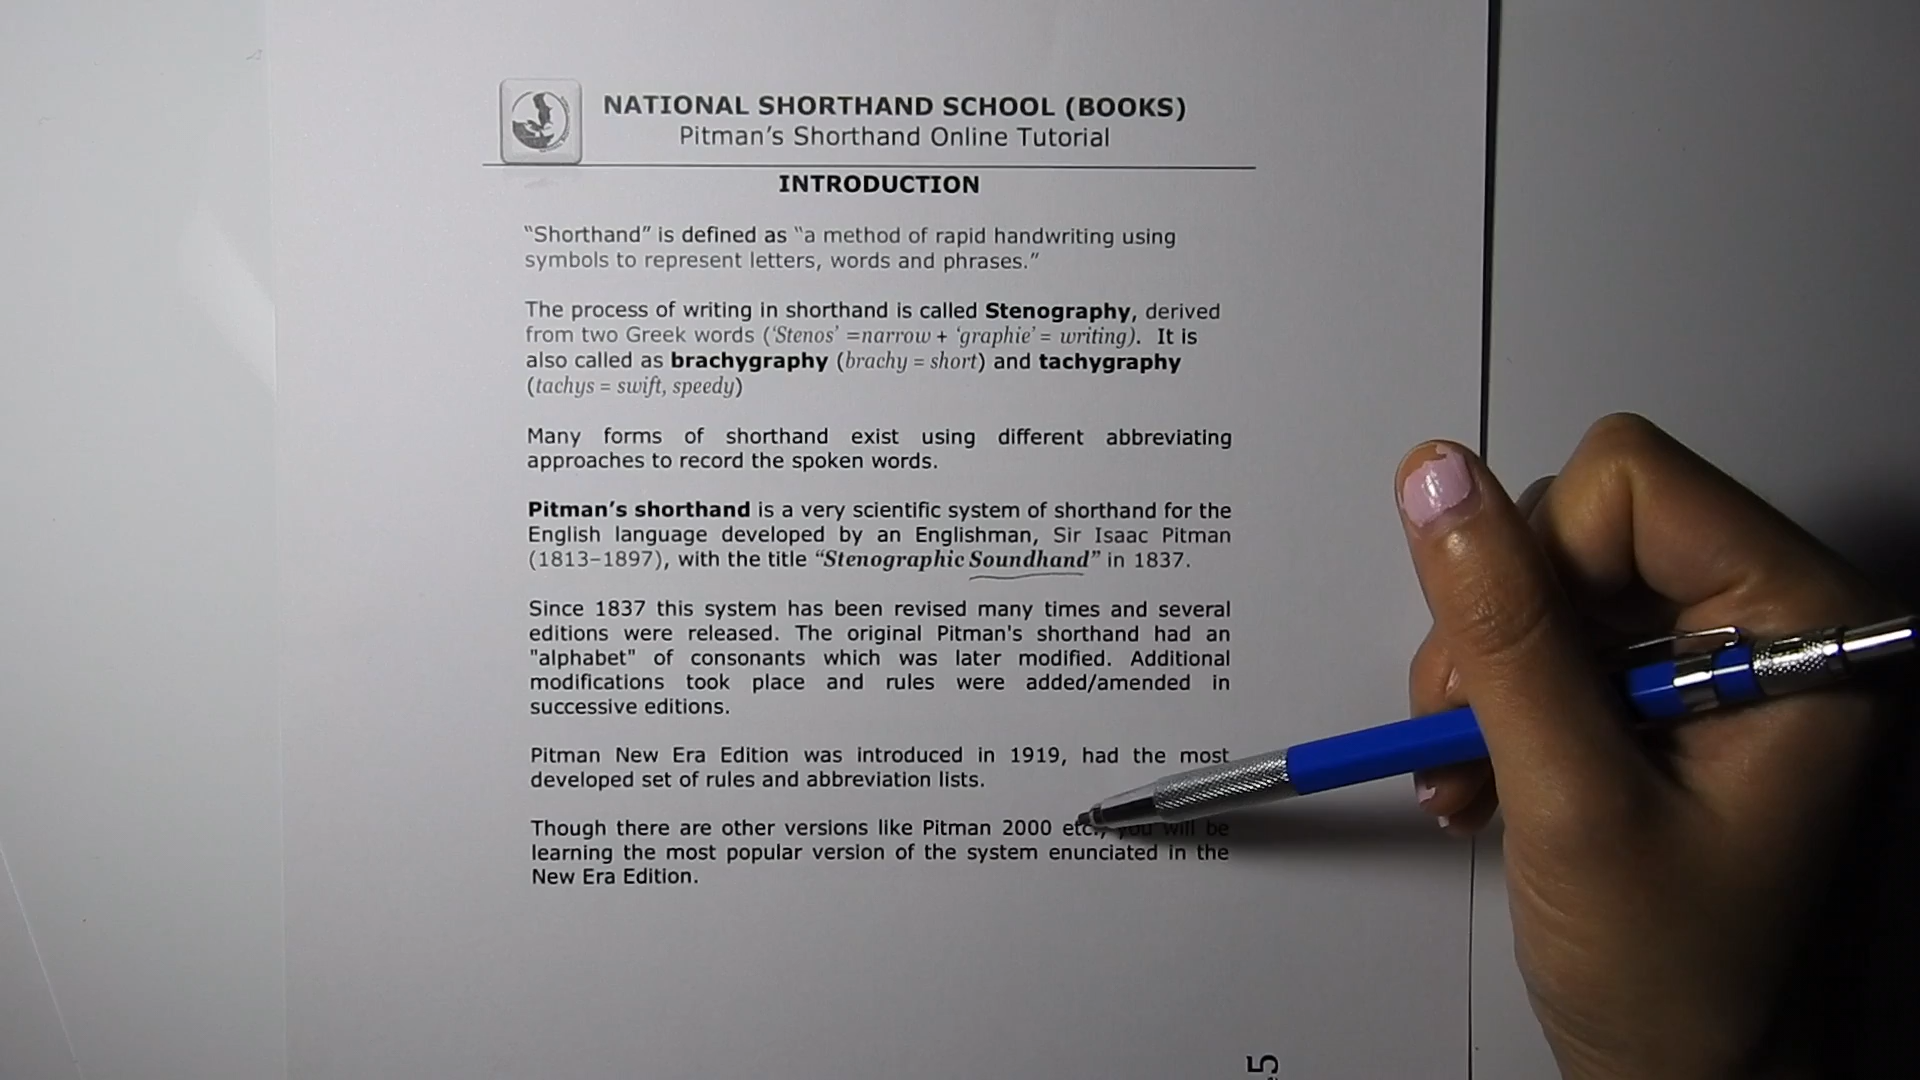 NATIONAL SHORTHAND SCHOOL (BOOKS)
Pitman's Shorthand Online Tutorial
INTRODUCTION
"Shorthand" is defined as "a method of rapid handwriting using
symbols to represent letters, words and phrases."
The process of writing in shorthand is called Stenography, derived
from two Greek words ('Stenos' =narrow + 'graphie' = writing). It is
also called as brachygraphy (brachy = short) and tachygraphy
(tachys = swift, speedy)
Many forms of shorthand exist using different abbreviating
approaches to record the spoken words.
Pitman's shorthand is a very scientific system of shorthand for the
English language developed by an Englishman, Sir Isaac Pitman
(1813–1897), with the title "Stenographic Soundhand" in 1837.
Since 1837 this system has been revised many times and several
editions were released. The original Pitman's shorthand had an
"alphabet" of consonants which was later modified. Additional
modifications took place and rules were added/amended in
successive editions.
Pitman New Era Edition was introduced in 1919, had the most
developed set of rules and abbreviation lists.
Though there are other versions like Pitman 2000 etc., you will be
learning the most popular version of the system enunciated in the
New Era Edition.